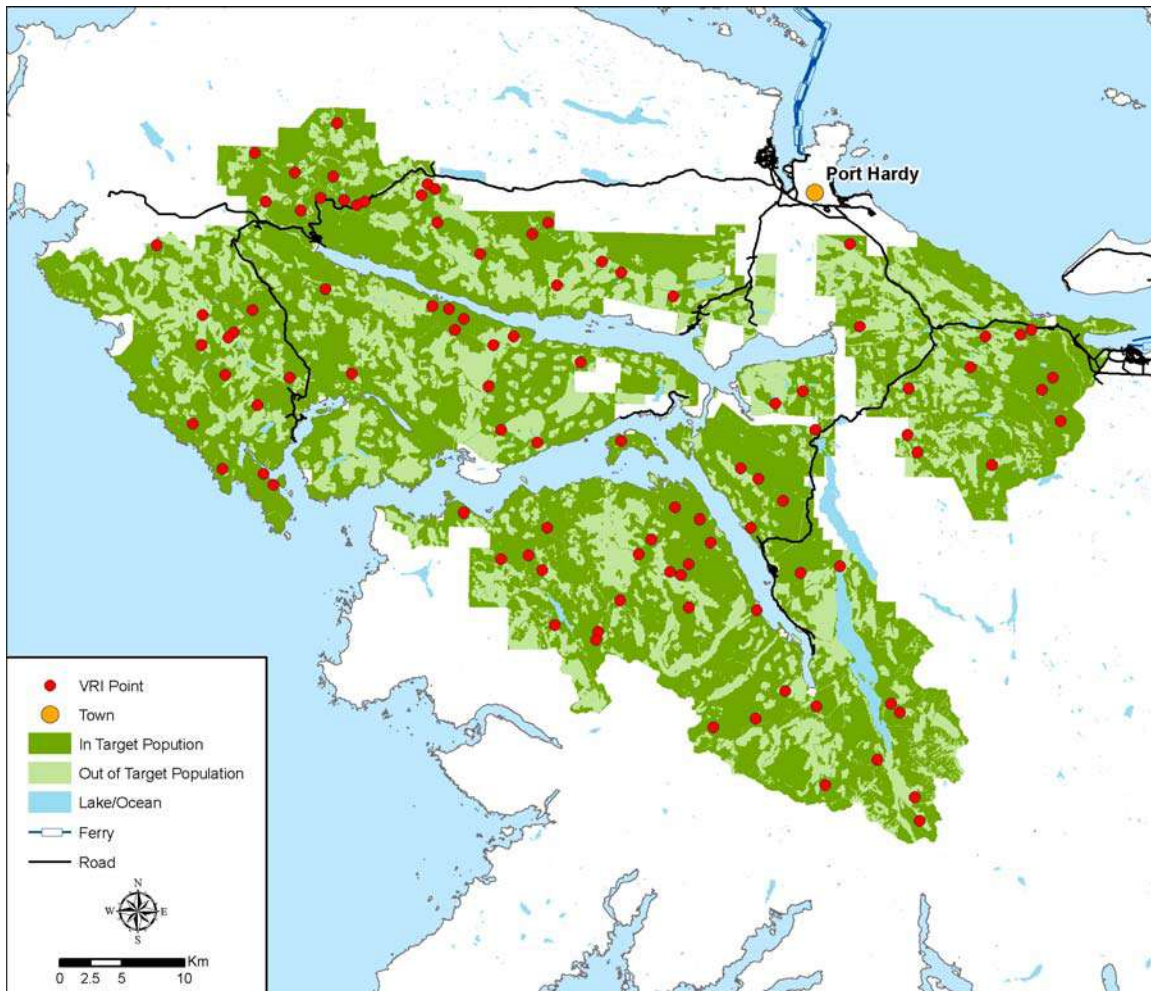 Port Hardy
VRI Point
Town
In Target Popution
Out of Target Population
Lake/Ocean
Ferry
Road
N
W E
S
Km
0 2.5 5 10